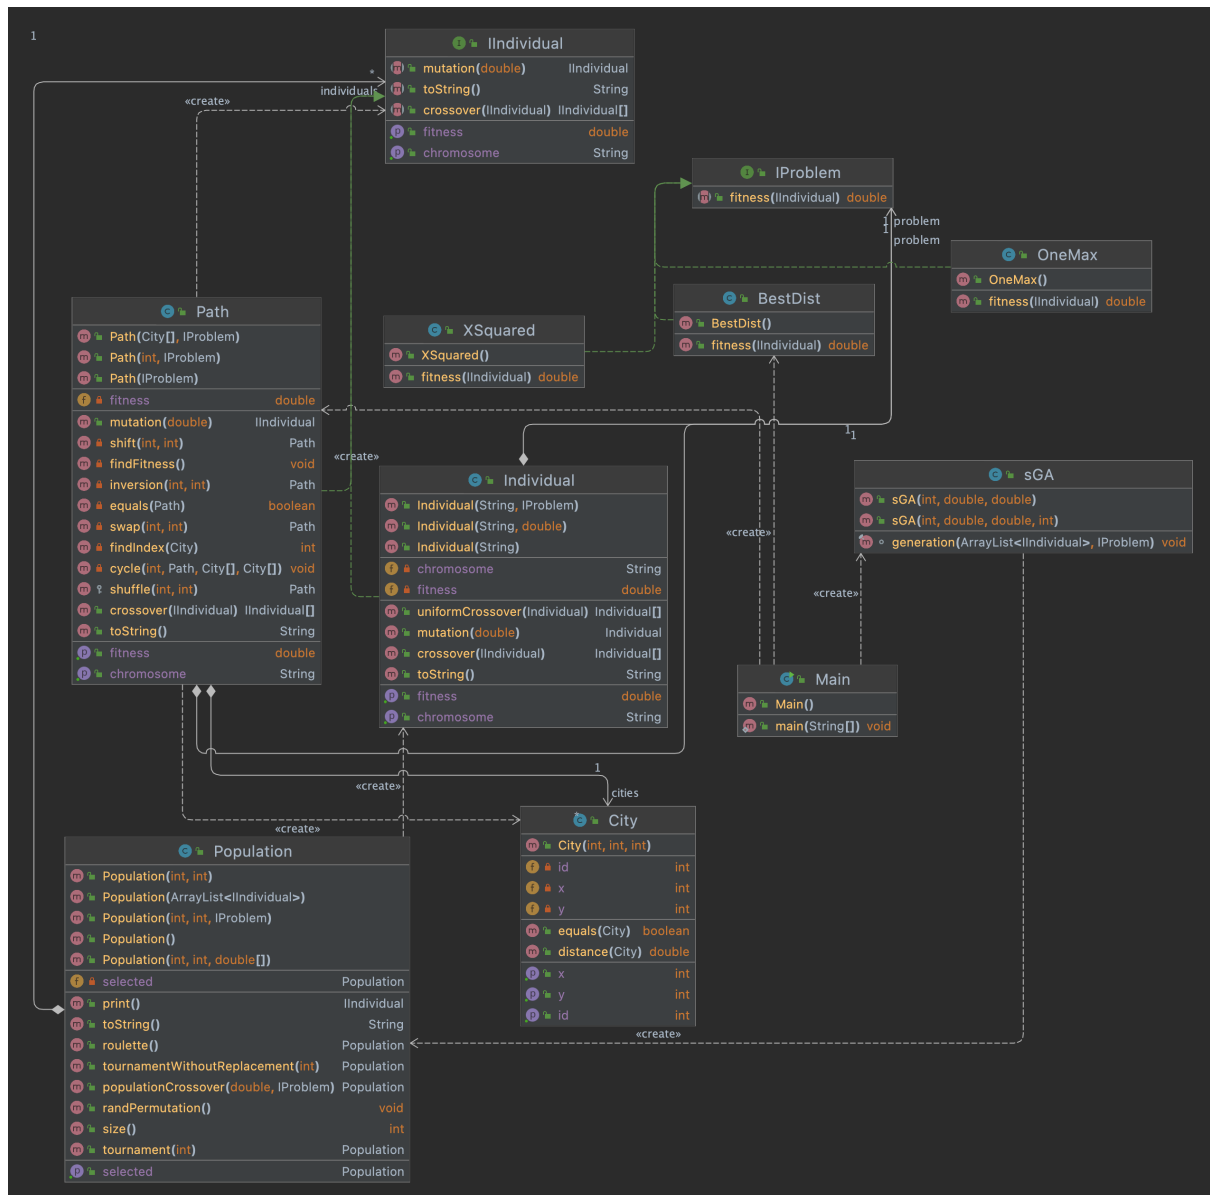 1
IIndividual
mutation(double) IIndividual
toString() String
crossover(IIndividual) IIndividual[]
fitness double
chromosome String
*
individuals
«create»
IProblem
fitness(IIndividual) double
1 problem
1
problem
OneMax
OneMax()
fitness(IIndividual) double
BestDist
BestDist()
fitness(IIndividual) double
XSquared
XSquared()
fitness(IIndividual) double
Path
Path(City[], IProblem)
Path(int, IProblem)
Path(IProblem)
fitness double
mutation(double) IIndividual
shift(int, int) Path
findFitness() void
inversion(int, int) Path
equals(Path) boolean
swap(int, int) Path
findIndex(City) int
cycle(int, Path, City[], City[]) void
shuffle(int, int) Path
crossover(IIndividual) IIndividual[]
toString() String
fitness double
chromosome String
«create»
1
1
Individual
Individual(String, IProblem)
Individual(String, double)
Individual(String)
chromosome String
fitness double
uniformCrossover(Individual) Individual[]
mutation(double) Individual
crossover(IIndividual) Individual[]
toString() String
fitness double
chromosome String
sGA
sGA(int, double, double)
sGA(int, double, double, int)
generation(ArrayList<IIndividual>, IProblem) void
«create»
«create»
Main
Main()
main(String[]) void
1
cities
«create»
«create»
City
City(int, int, int)
id int
x int
y int
equals(City) boolean
distance(City) double
x int
y int
id int
«create»
Population
Population(int, int)
Population(ArrayList<IIndividual>)
Population(int, int, IProblem)
Population()
Population(int, int, double[])
selected Population
print() IIndividual
toString() String
roulette() Population
tournamentWithoutReplacement(int) Population
populationCrossover(double, IProblem) Population
randPermutation() void
size() int
tournament(int) Population
selected Population